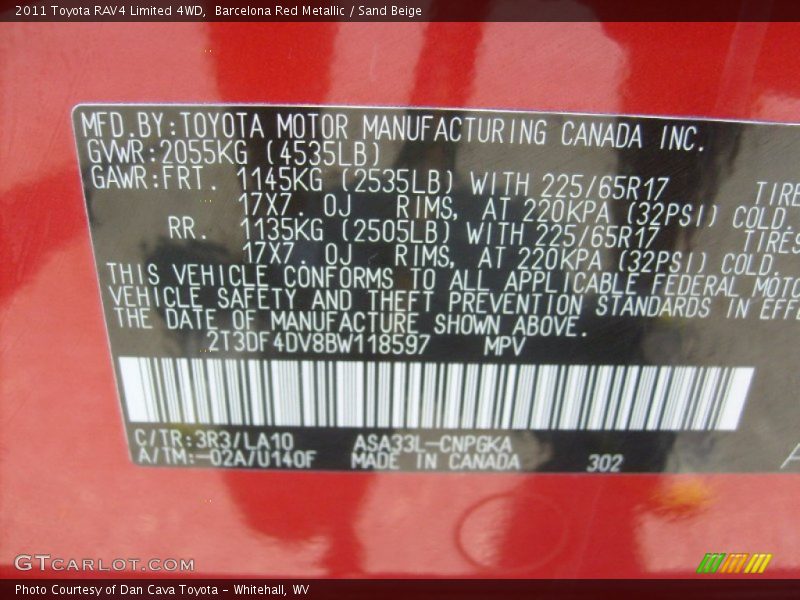 2011 Toyota RAV4 Limited 4WD, Barcelona Red Metallic / Sand Beige
MFD.BY:TOYOTA MOTOR MANUFACTURING CANADA INC.
GVWR:2055KG (4535LB)
GAWR:FRT. 1145KG (2535LB) WITH 225/65R17 TIRE
17X7. 0J RIMS, AT 220KPA (32PSI) COLD.
RR. 1135KG (2505LB) WITH 225/65R17 TIRES
17X7. 0J RIMS, AT 220KPA (32PSI) COLD.
THIS VEHICLE CONFORMS TO ALL APPLICABLE FEDERAL MOTO
VEHICLE SAFETY AND THEFT PREVENTION STANDARDS IN EFFE
THE DATE OF MANUFACTURE SHOWN ABOVE.
2T3DF4DV8BW118597 MPV
C/TR:3R3/LA10 ASA33L-CNPGKA
A/TM:-02A/U140F MADE IN CANADA 302
GTCARLOT.COM
Photo Courtesy of Dan Cava Toyota - Whitehall, WV